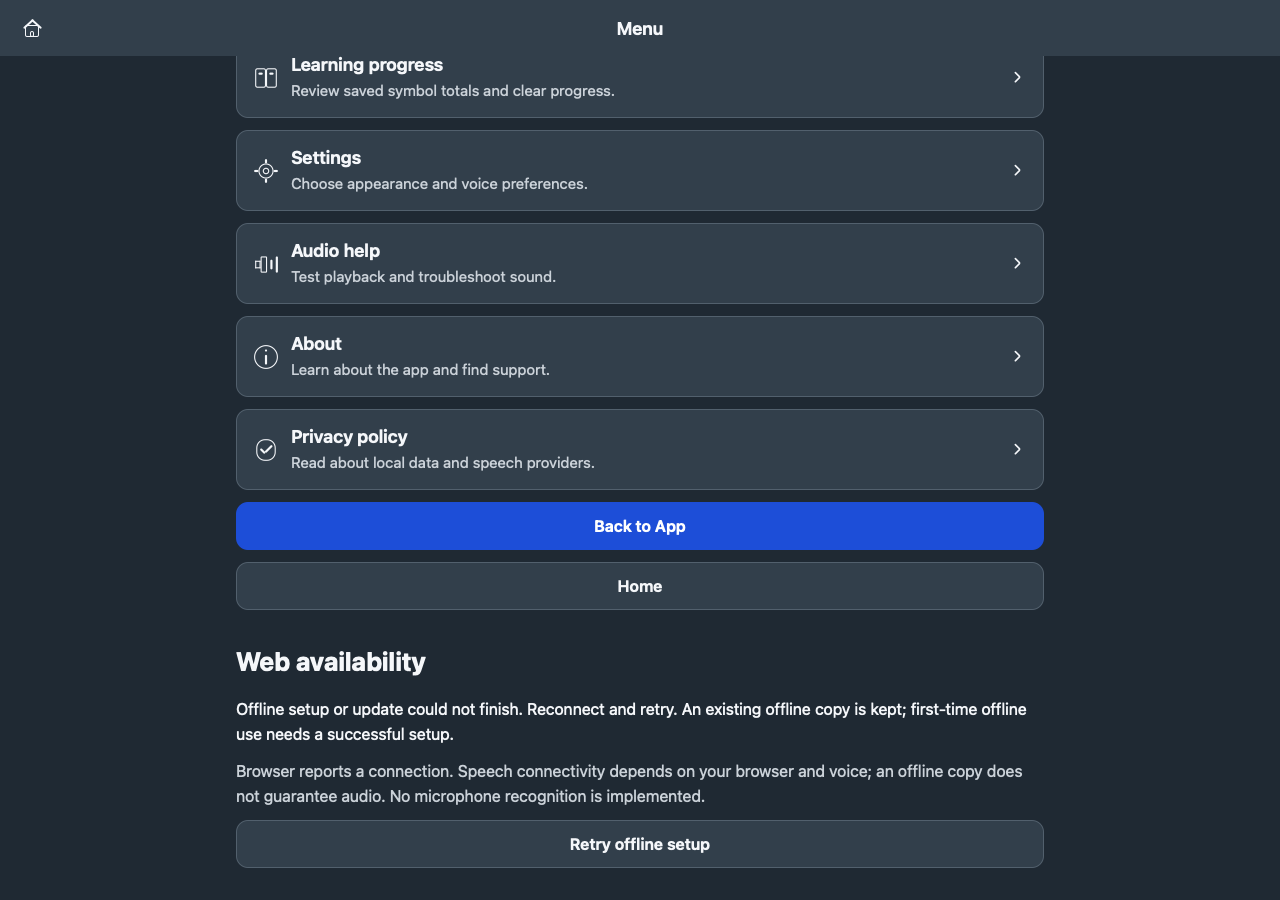 Menu
Learning progress
Review saved symbol totals and clear progress.
Settings
Choose appearance and voice preferences.
Audio help
Test playback and troubleshoot sound.
About
Learn about the app and find support.
Privacy policy
Read about local data and speech providers.
Back to App
Home
Web availability
Offline setup or update could not finish. Reconnect and retry. An existing offline copy is kept; first-time offline
use needs a successful setup.
Browser reports a connection. Speech connectivity depends on your browser and voice; an offline copy does
not guarantee audio. No microphone recognition is implemented.
Retry offline setup